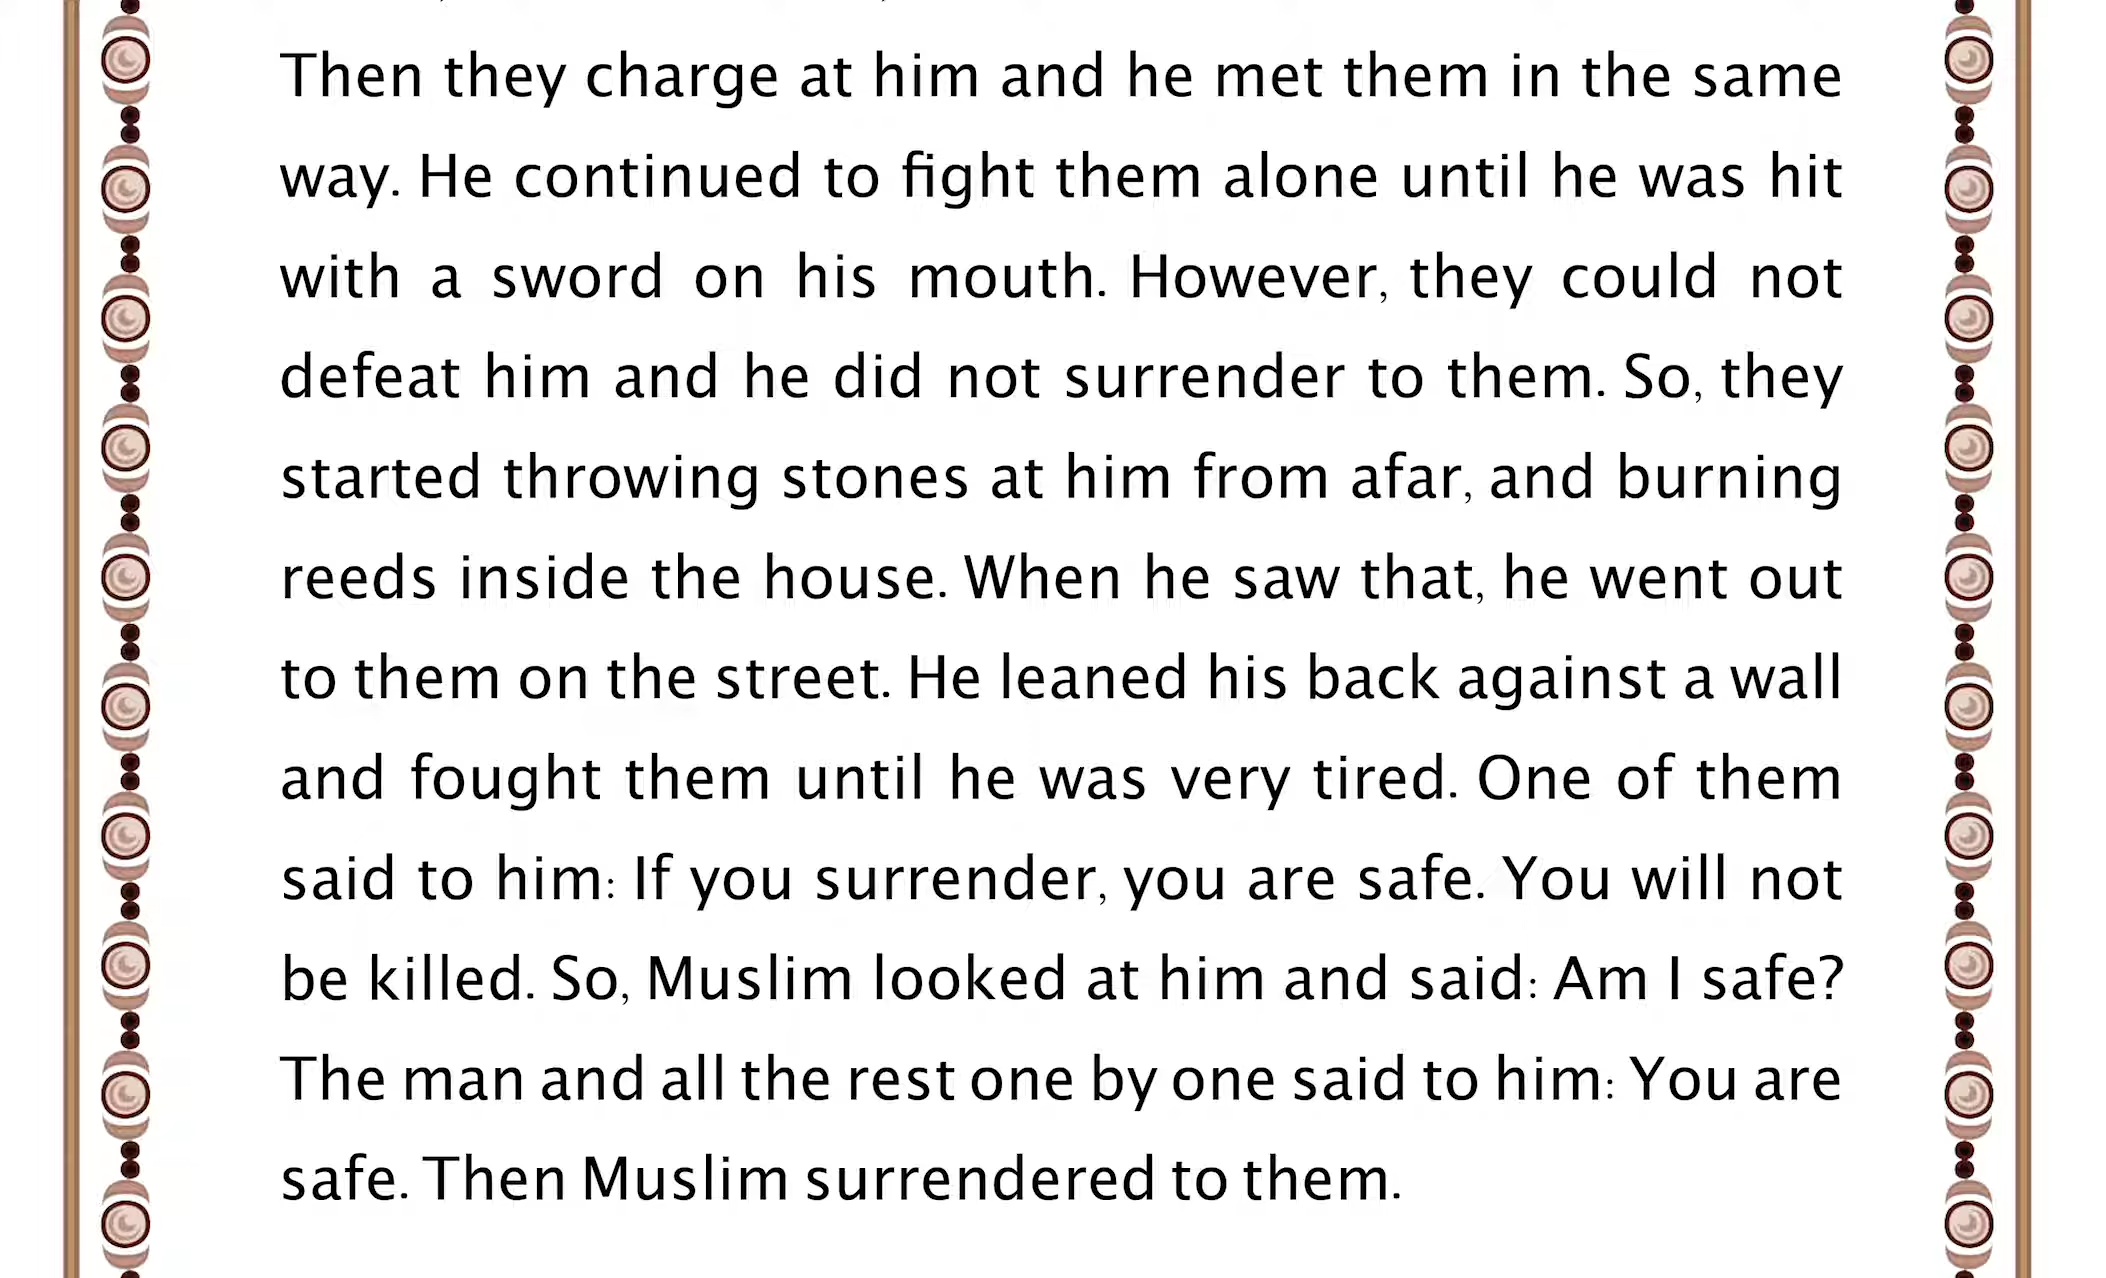 Then they charge at him and he met them in the same
way. He continued to fight them alone until he was hit
with a sword on his mouth. However, they could not
defeat him and he did not surrender to them. So, they
started throwing stones at him from afar, and burning
reeds inside the house. When he saw that, he went out
to them on the street. He leaned his back against a wall
and fought them until he was very tired. One of them
said to him: If you surrender, you are safe. You will not
be killed. So, Muslim looked at him and said: Am I safe?
The man and all the rest one by one said to him: You are
safe. Then Muslim surrendered to them.